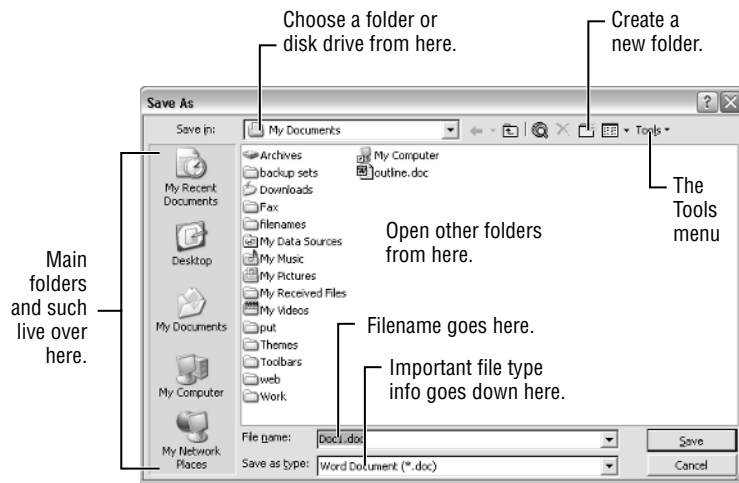 Choose a folder or
disk drive from here.
Create a
new folder.
Save As
Save in:
My Documents
Tools
My Recent
Documents
Desktop
My Documents
My Computer
My Network
Places
Archives
backup sets
Downloads
Fax
filenames
My Data Sources
My Music
My Pictures
My Received Files
My Videos
put
Themes
Toolbars
web
Work
My Computer
outline.doc
Open other folders
from here.
The
Tools
menu
Main
folders
and such
live over
here.
Filename goes here.
Important file type
info goes down here.
File name:
Doc1.doc
Save
Save as type:
Word Document (*.doc)
Cancel